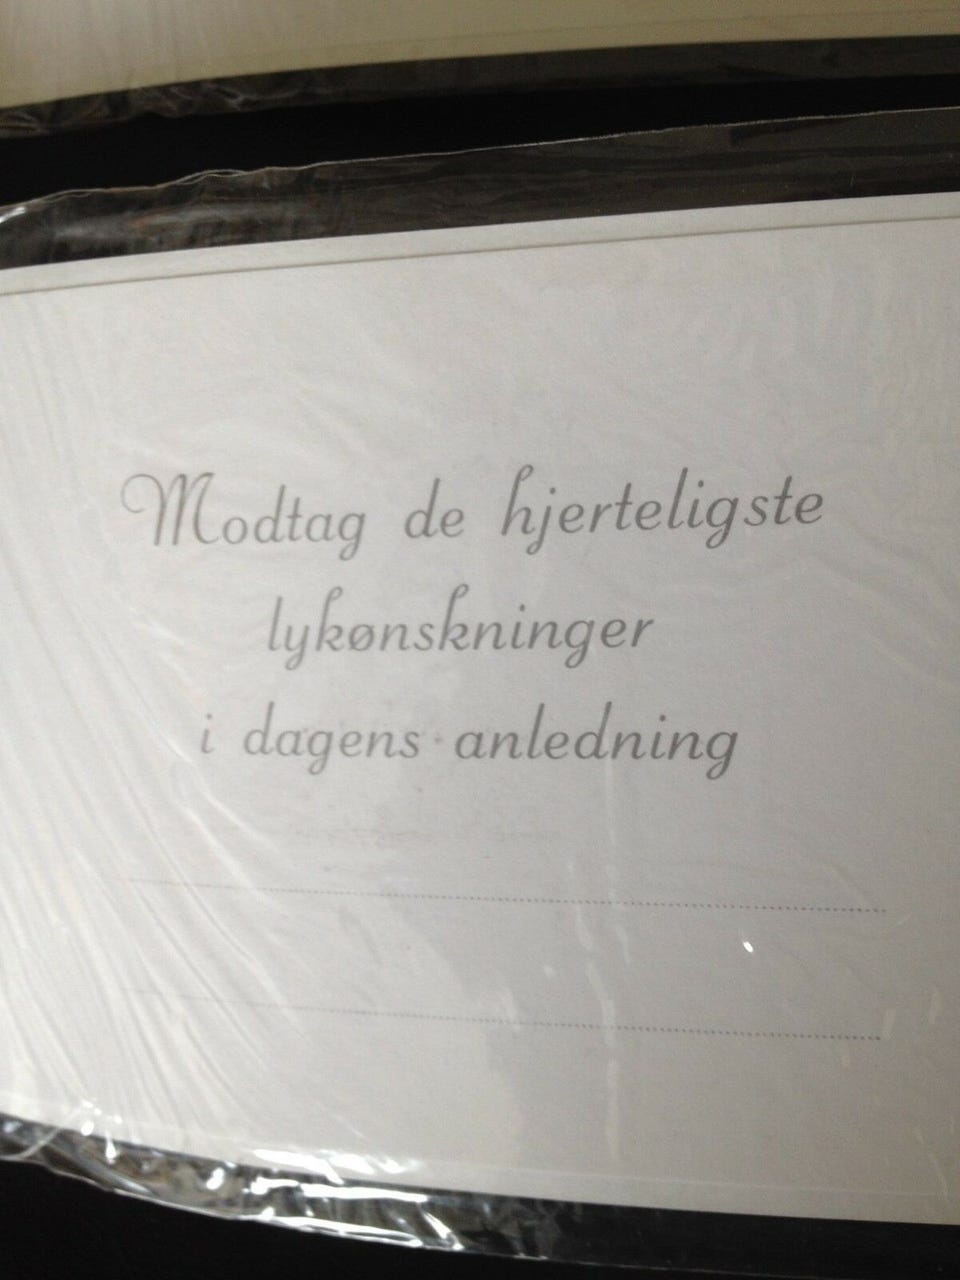 Modtag de hjerteligste
lykønskninger
i dagens anledning